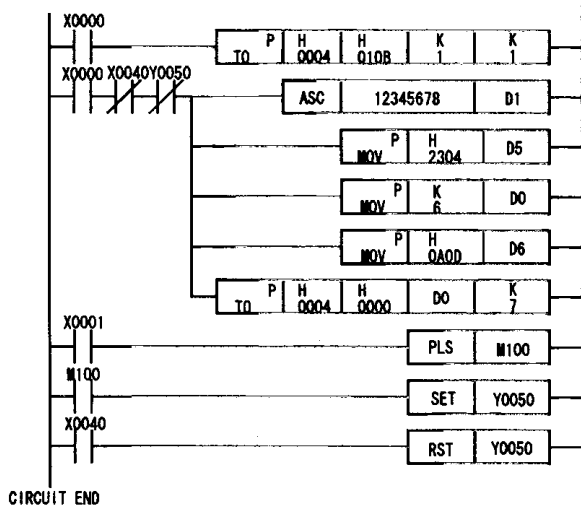 X0000
TO P H 0004 H 010B K 1 K 1
X0000 X0040 Y0050
ASC 12345678 D1
MOV P H 2304 D5
MOV P K 6 D0
MOV P H 0A0D D6
TO P H 0004 H 0000 D0 K 7
X0001
PLS M100
M100
SET Y0050
X0040
RST Y0050
CIRCUIT END